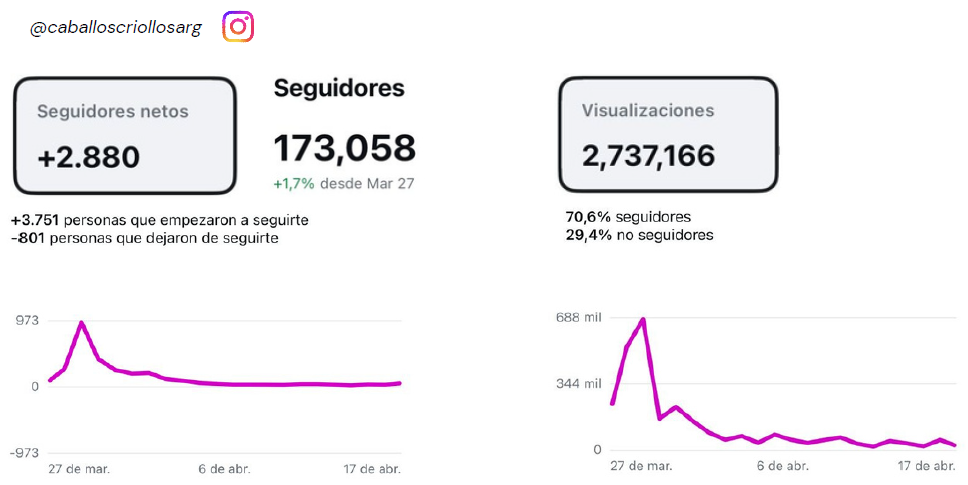 @caballoscriollosarg
Seguidores netos
+2.880
Seguidores
173,058
+1,7% desde Mar 27
+3.751 personas que empezaron a seguirte
-801 personas que dejaron de seguirte
973
0
-973
27 de mar.
6 de abr.
17 de abr.
Visualizaciones
2,737,166
70,6% seguidores
29,4% no seguidores
688 mil
344 mil
0
27 de mar.
6 de abr.
17 de abr.